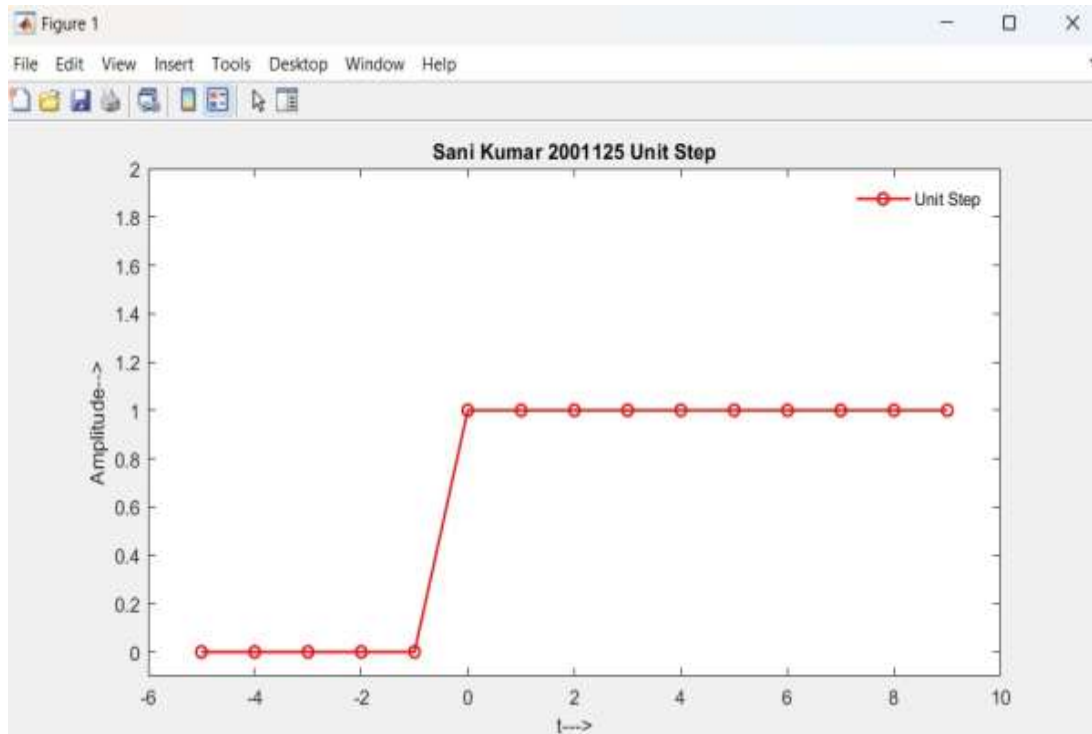 Figure 1
File Edit View Insert Tools Desktop Window Help
Sani Kumar 2001125 Unit Step
2
1.8
1.6
1.4
1.2
1
0.8
0.6
0.4
0.2
0
Amplitude-->
Unit Step
-6 -4 -2 0 2 4 6 8 10
t--->